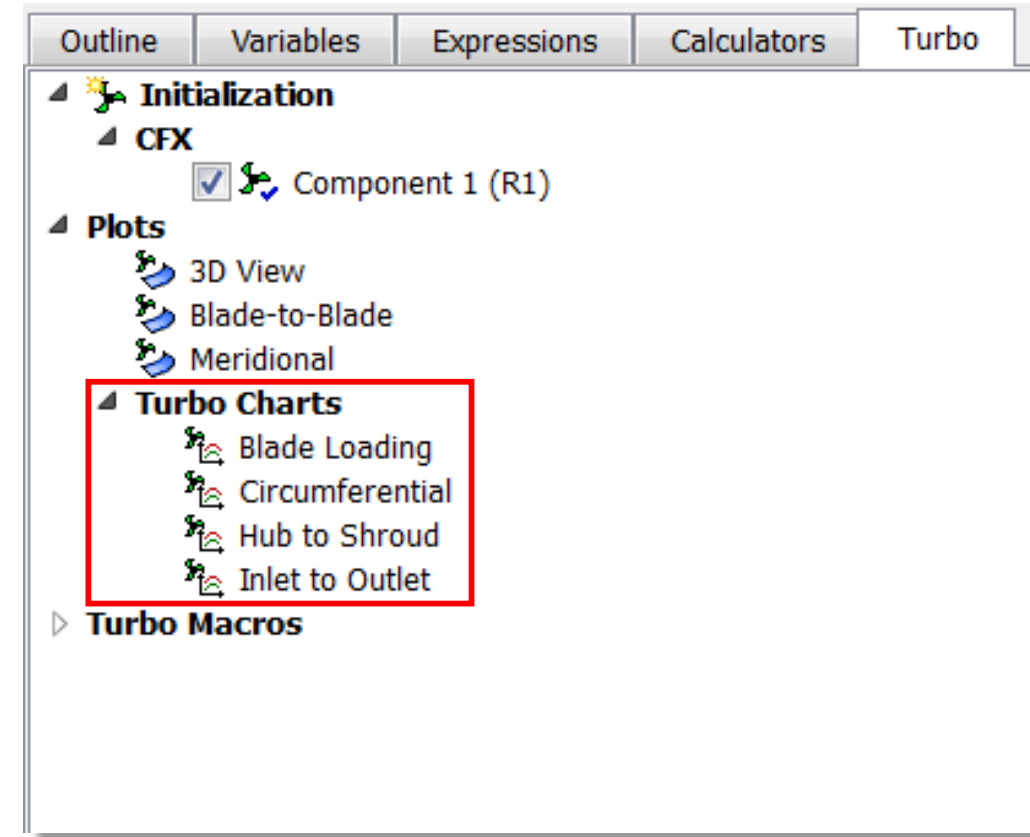 Outline Variables Expressions Calculators Turbo
Initialization
CFX
Component 1 (R1)
Plots
3D View
Blade-to-Blade
Meridional
Turbo Charts
Blade Loading
Circumferential
Hub to Shroud
Inlet to Outlet
Turbo Macros